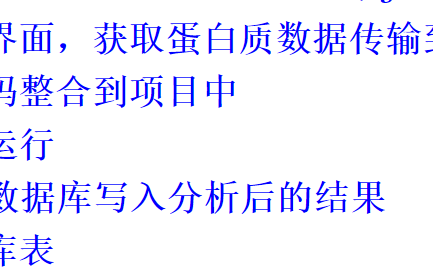 界面，获取蛋白质数据传输到
码整合到项目中
运行
数据库写入分析后的结果
库表